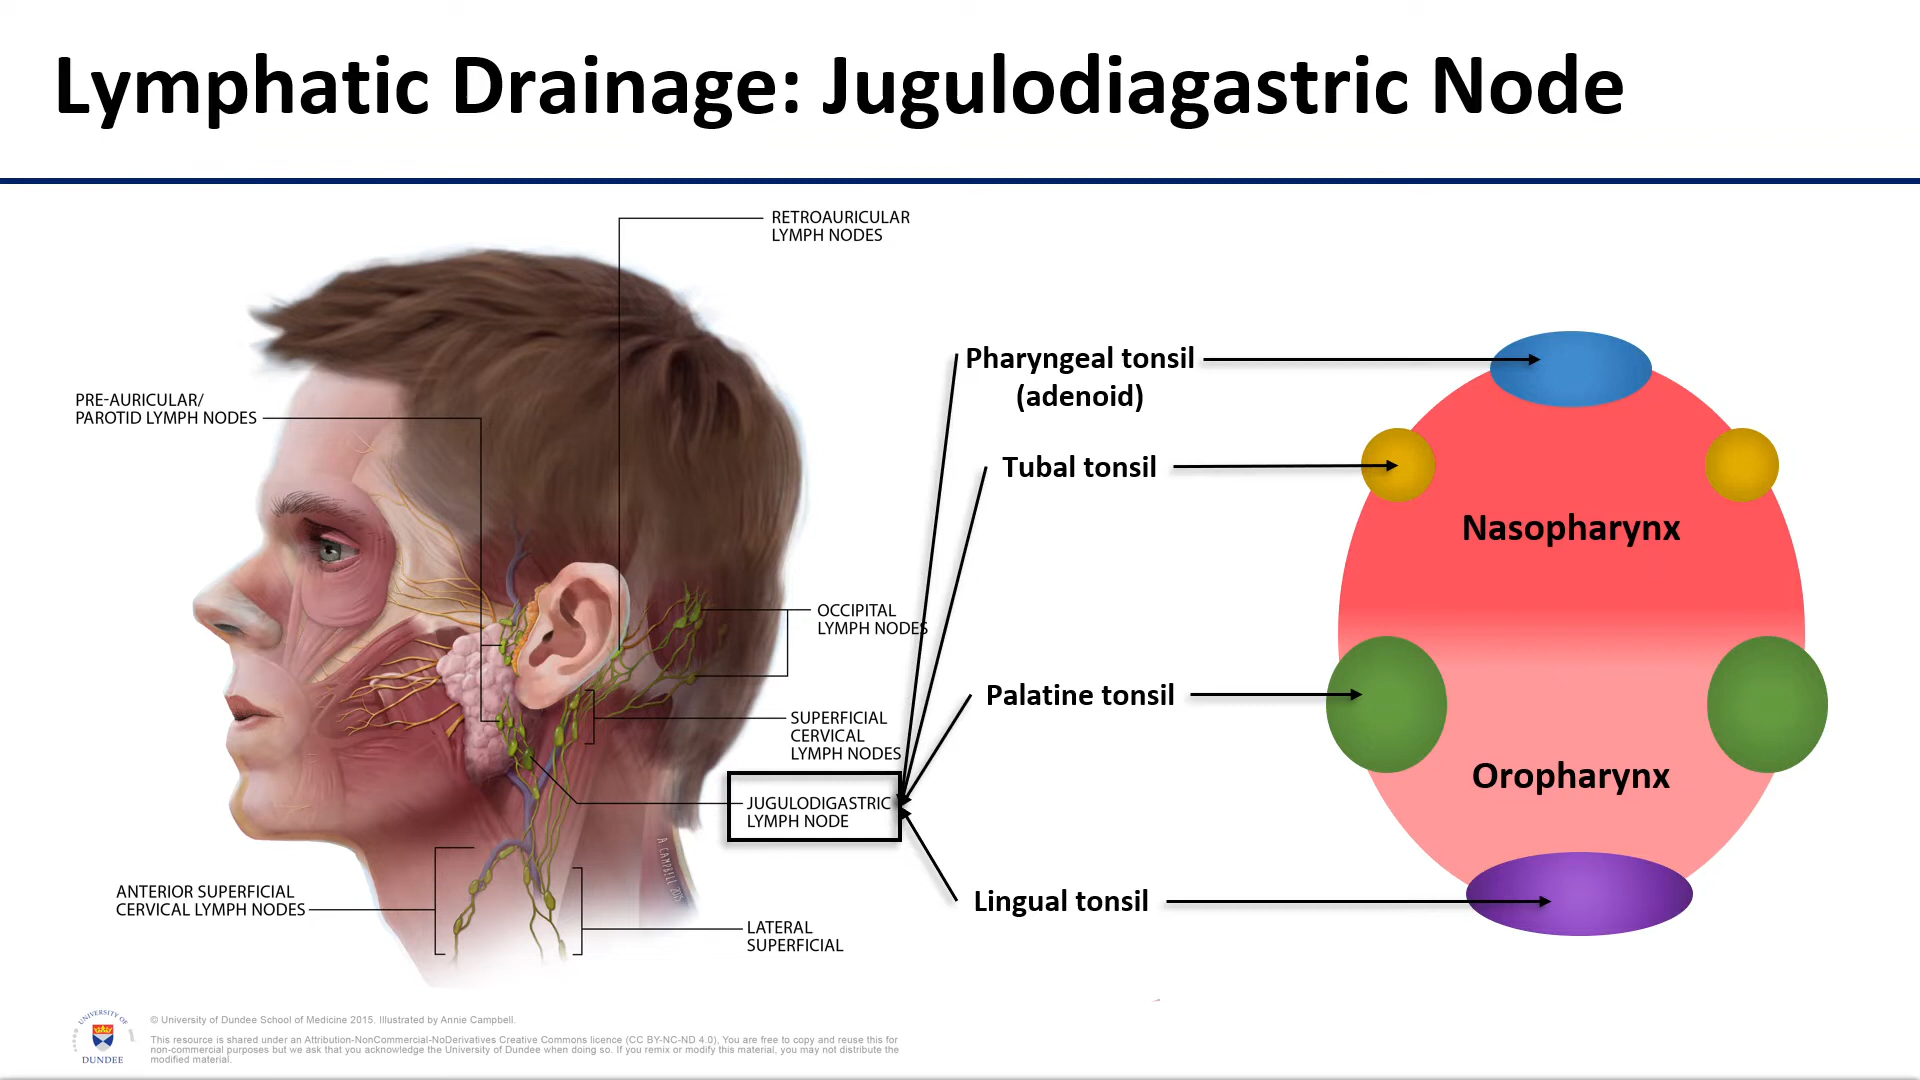 Lymphatic Drainage: Jugulodiagastric Node
RETROAURICULAR
LYMPH NODES
PRE-AURICULAR/
PAROTID LYMPH NODES
OCCIPITAL
LYMPH NODES
SUPERFICIAL
CERVICAL
LYMPH NODES
JUGULODIGASTRIC
LYMPH NODE
ANTERIOR SUPERFICIAL
CERVICAL LYMPH NODES
LATERAL
SUPERFICIAL
A CAMPBELL 2015
Pharyngeal tonsil
(adenoid)
Tubal tonsil
Palatine tonsil
Lingual tonsil
Nasopharynx
Oropharynx
UNIVERSITY OF
DUNDEE
© University of Dundee School of Medicine 2015. Illustrated by Annie Campbell.
This resource is shared under an Attribution-NonCommercial-NoDerivatives Creative Commons licence (CC BY-NC-ND 4.0), You are free to copy and reuse this for
non-commercial purposes but we ask that you acknowledge the University of Dundee when doing so. If you remix or modify this material, you may not distribute the
modified material.